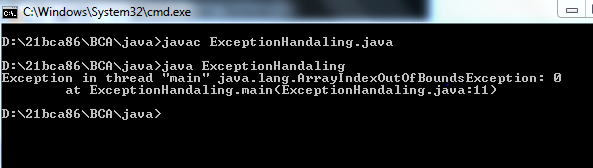 C:\Windows\System32\cmd.exe
D:\21bca86\BCA\java>javac ExceptionHandaling.java
D:\21bca86\BCA\java>java ExceptionHandaling
Exception in thread "main" java.lang.ArrayIndexOutOfBoundsException: 0
at ExceptionHandaling.main(ExceptionHandaling.java:11)
D:\21bca86\BCA\java>